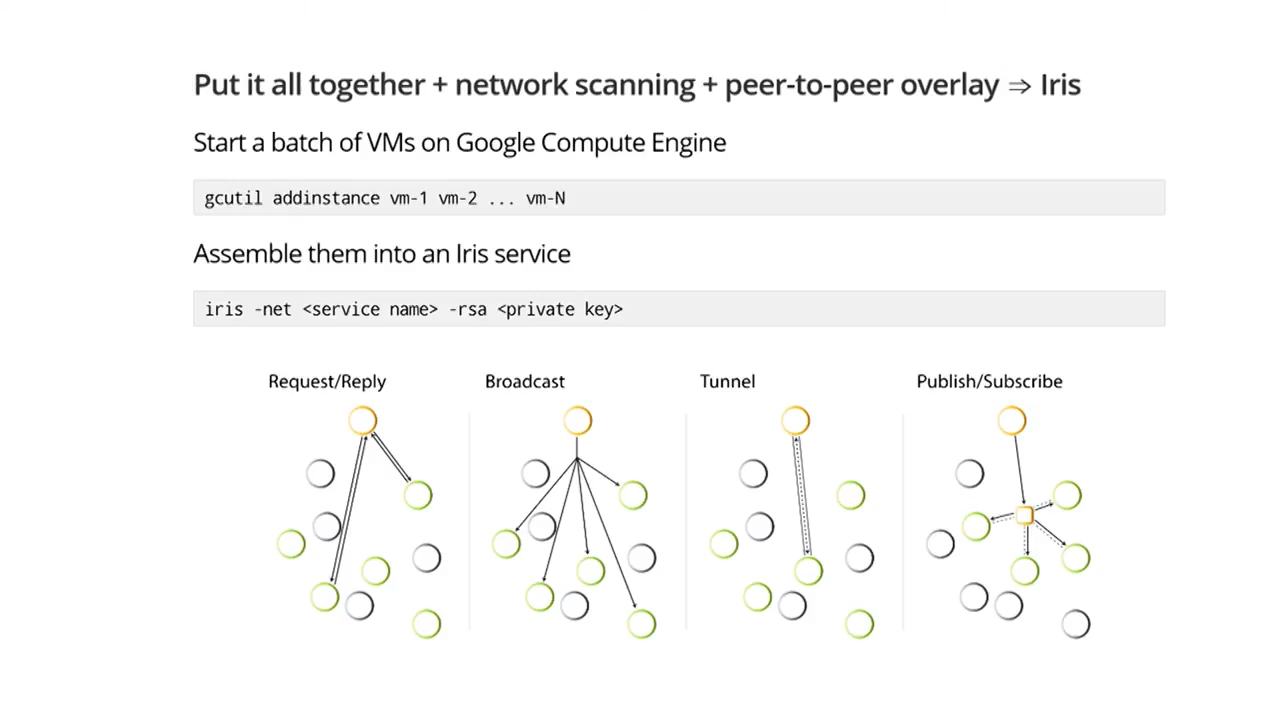 Put it all together + network scanning + peer-to-peer overlay ⇒ Iris
Start a batch of VMs on Google Compute Engine
gcutil addinstance vm-1 vm-2 ... vm-N
Assemble them into an Iris service
iris -net <service name> -rsa <private key>
Request/Reply
Broadcast
Tunnel
Publish/Subscribe